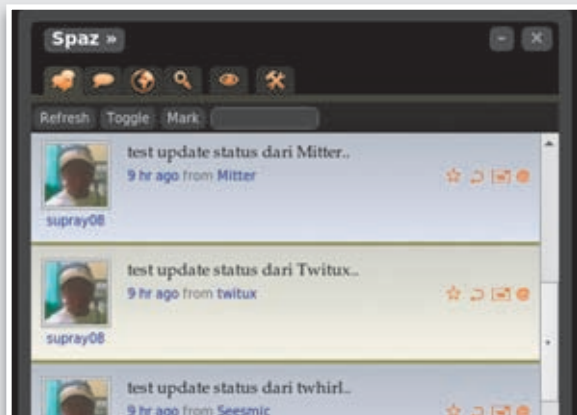 Spaz »
Refresh Toggle Mark
test update status dari Mitter..
9 hr ago from Mitter
supray08
test update status dari Twitux..
9 hr ago from twitux
supray08
test update status dari twhirl..
9 hr ago from Seesmic